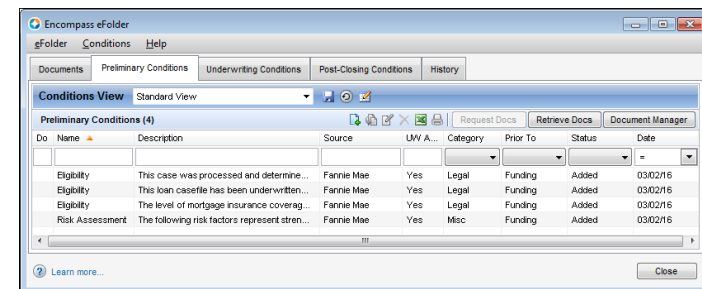 Encompass eFolder
eFolder Conditions Help
Documents Preliminary Conditions Underwriting Conditions Post-Closing Conditions History
Conditions View Standard View
Preliminary Conditions (4) Request Docs Retrieve Docs Document Manager
Do Name Description Source UW A... Category Prior To Status Date
=
Eligibility This case was processed and determine... Fannie Mae Yes Legal Funding Added 03/02/16
Eligibility This loan casefile has been underwritten... Fannie Mae Yes Legal Funding Added 03/02/16
Eligibility The level of mortgage insurance coverag... Fannie Mae Yes Legal Funding Added 03/02/16
Risk Assessment The following risk factors represent stren... Fannie Mae Yes Misc Funding Added 03/02/16
Learn more... Close